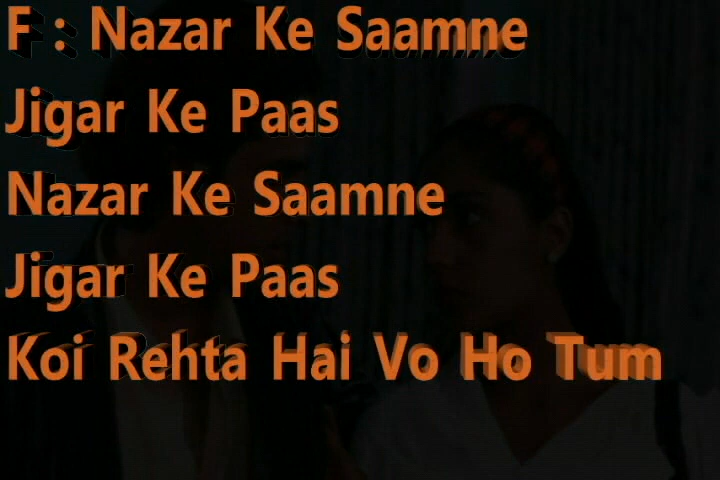 F : Nazar Ke Saamne
Jigar Ke Paas
Nazar Ke Saamne
Jigar Ke Paas
Koi Rehta Hai Vo Ho Tum